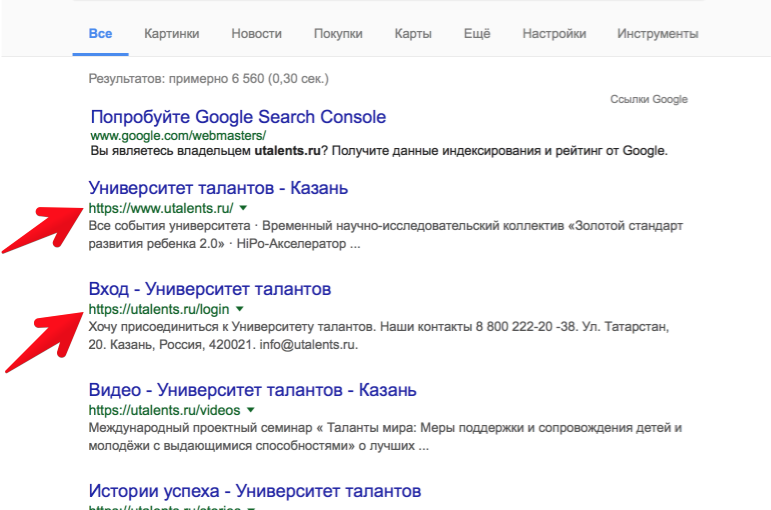 Все Картинки Новости Покупки Карты Ещё Настройки Инструменты
Результатов: примерно 6 560 (0,30 сек.)
Ссылки Google
Попробуйте Google Search Console
www.google.com/webmasters/
Вы являетесь владельцем utalents.ru? Получите данные индексирования и рейтинг от Google.
Университет талантов - Казань
https://www.utalents.ru/
Все события университета · Временный научно-исследовательский коллектив «Золотой стандарт
развития ребенка 2.0» · HiPo-Акселератор ...
Вход - Университет талантов
https://utalents.ru/login
Хочу присоединиться к Университету талантов. Наши контакты 8 800 222-20 -38. Ул. Татарстан,
20. Казань, Россия, 420021. info@utalents.ru.
Видео - Университет талантов - Казань
https://utalents.ru/videos
Международный проектный семинар « Таланты мира: Меры поддержки и сопровождения детей и
молодёжи с выдающимися способностями» о лучших ...
Истории успеха - Университет талантов
https://utalents.ru/stories